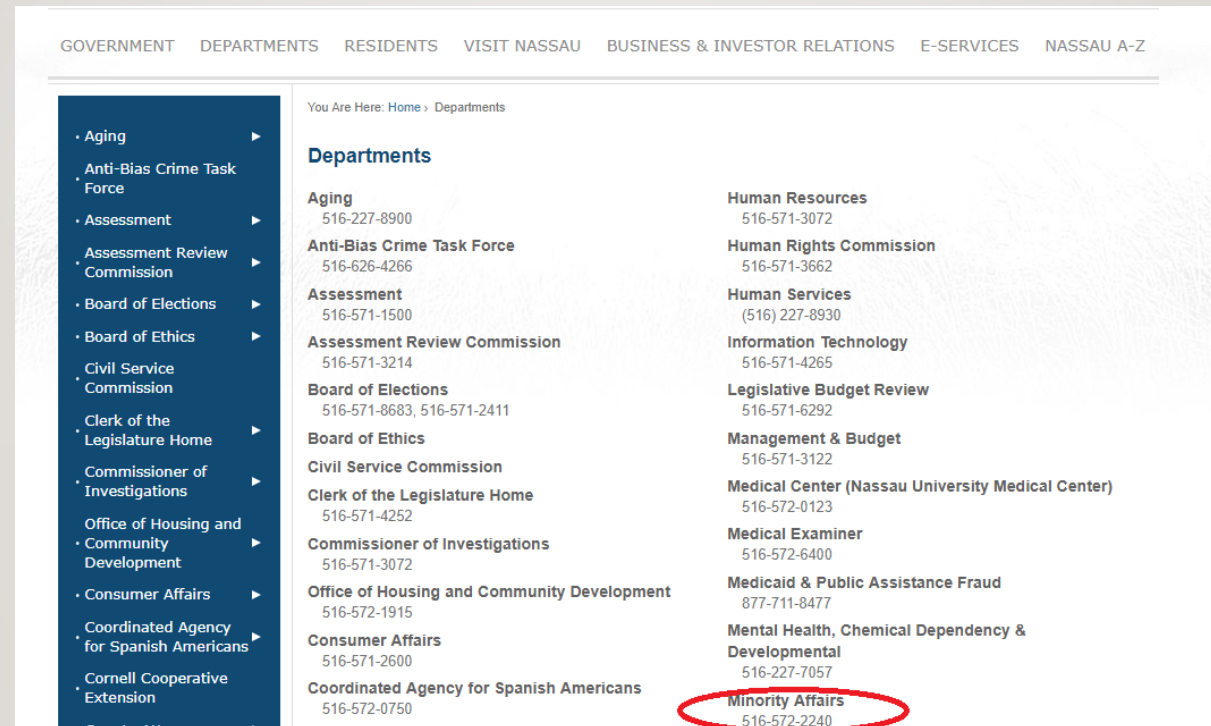 GOVERNMENT DEPARTMENTS RESIDENTS VISIT NASSAU BUSINESS & INVESTOR RELATIONS E-SERVICES NASSAU A-Z
Aging
Anti-Bias Crime Task
Force
Assessment
Assessment Review
Commission
Board of Elections
Board of Ethics
Civil Service
Commission
Clerk of the
Legislature Home
Commissioner of
Investigations
Office of Housing and
Community
Development
Consumer Affairs
Coordinated Agency
for Spanish Americans
Cornell Cooperative
Extension
You Are Here: Home › Departments
Departments
Aging
516-227-8900
Anti-Bias Crime Task Force
516-626-4266
Assessment
516-571-1500
Assessment Review Commission
516-571-3214
Board of Elections
516-571-8683, 516-571-2411
Board of Ethics
Civil Service Commission
Clerk of the Legislature Home
516-571-4252
Commissioner of Investigations
516-571-3072
Office of Housing and Community Development
516-572-1915
Consumer Affairs
516-571-2600
Coordinated Agency for Spanish Americans
516-572-0750
Human Resources
516-571-3072
Human Rights Commission
516-571-3662
Human Services
(516) 227-8930
Information Technology
516-571-4265
Legislative Budget Review
516-571-6292
Management & Budget
516-571-3122
Medical Center (Nassau University Medical Center)
516-572-0123
Medical Examiner
516-572-6400
Medicaid & Public Assistance Fraud
877-711-8477
Mental Health, Chemical Dependency &
Developmental
516-227-7057
Minority Affairs
516-572-2240